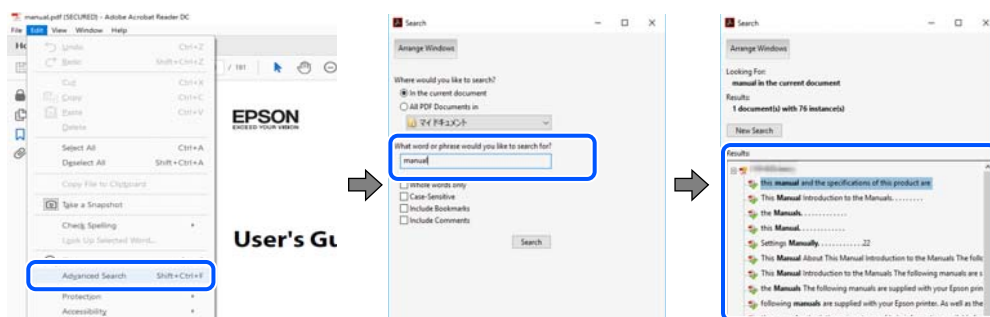 manual.pdf (SECURED) - Adobe Acrobat Reader DC
File Edit View Window Help
Undo Ctrl+Z
Shift+Ctrl+Z
Cut Ctrl+X
Copy Ctrl+C
Paste Ctrl+V
Delete
Select All Ctrl+A
Deselect All Shift+Ctrl+A
Copy File to Clipboard
Take a Snapshot
Check Spelling
Look Up Selected Word...
Advanced Search Shift+Ctrl+F
Protection
Accessibility
/ 191
EPSON
EXCEED YOUR VISION
User's Gu
Search
Arrange Windows
Where would you like to search?
In the current document
All PDF Documents in
マイ ドキュメント
What word or phrase would you like to search for?
manual
Whole words only
Case-Sensitive
Include Bookmarks
Include Comments
Search
Search
Arrange Windows
Looking For:
manual in the current document
Results:
1 document(s) with 76 instance(s)
New Search
Results:
this manual and the specifications of this product are
This Manual Introduction to the Manuals. . . . . . . . .
the Manuals. . . . . . . . . . . . .
this Manual. . . . . . . . . . . . .
Settings Manually. . . . . . . . . . . . .22
This Manual About This Manual Introduction to the Manuals The follo
This Manual Introduction to the Manuals The following manuals are s
the Manuals The following manuals are supplied with your Epson prin
following manuals are supplied with your Epson printer. As well as the